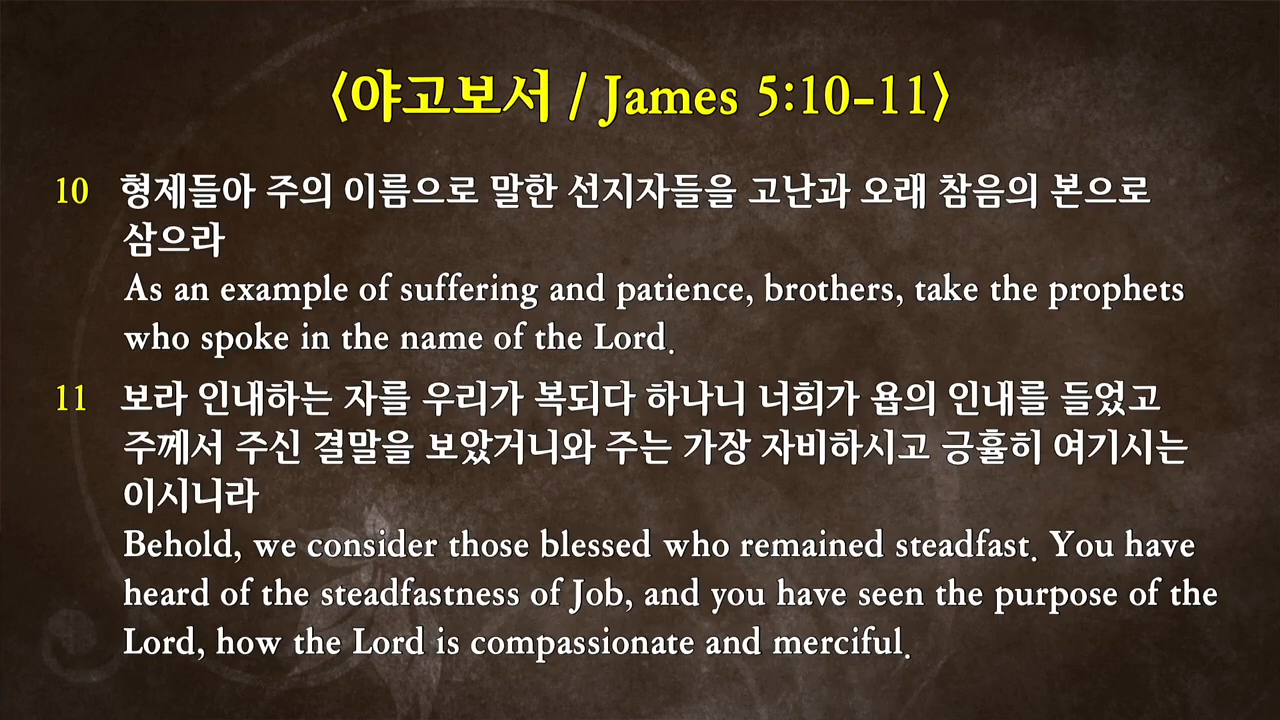 <야고보서 / James 5:10-11>
10 형제들아 주의 이름으로 말한 선지자들을 고난과 오래 참음의 본으로
삼으라
As an example of suffering and patience, brothers, take the prophets
who spoke in the name of the Lord.
11 보라 인내하는 자를 우리가 복되다 하나니 너희가 욥의 인내를 들었고
주께서 주신 결말을 보았거니와 주는 가장 자비하시고 긍휼히 여기시는
이시니라
Behold, we consider those blessed who remained steadfast. You have
heard of the steadfastness of Job, and you have seen the purpose of the
Lord, how the Lord is compassionate and merciful.